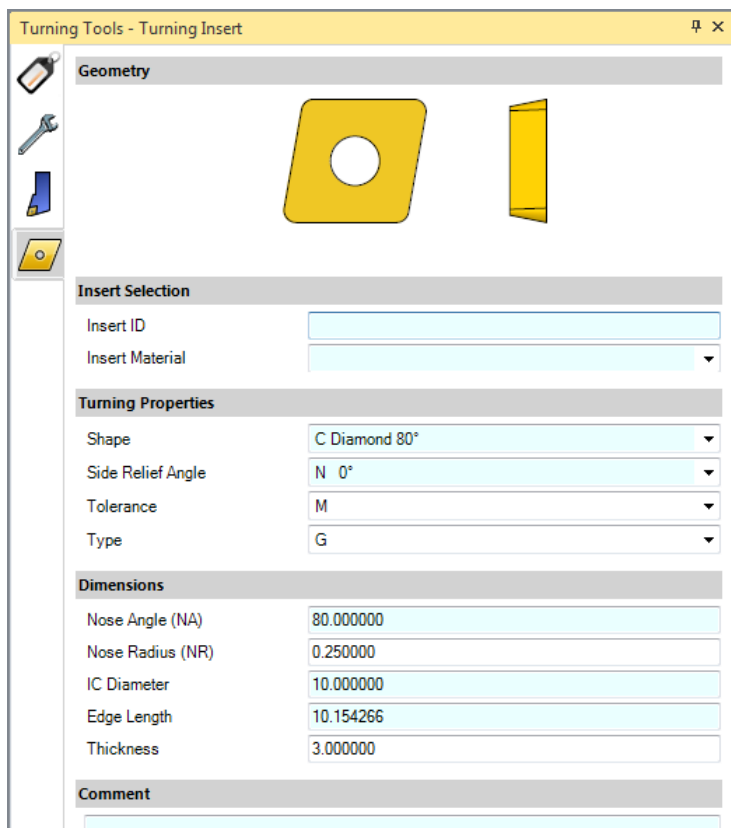 Turning Tools - Turning Insert
Geometry
Insert Selection
Insert ID
Insert Material
Turning Properties
Shape C Diamond 80°
Side Relief Angle N 0°
Tolerance M
Type G
Dimensions
Nose Angle (NA) 80.000000
Nose Radius (NR) 0.250000
IC Diameter 10.000000
Edge Length 10.154266
Thickness 3.000000
Comment